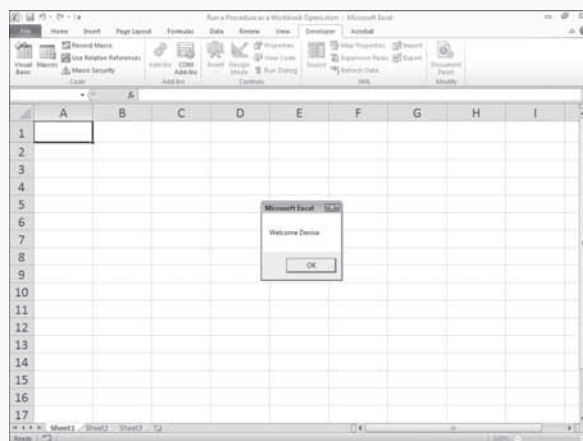 Run a Procedure as a Workbook Opens.xlsm - Microsoft Excel
File Home Insert Page Layout Formulas Data Review View Developer Acrobat
Visual Basic
Macros
Record Macro
Use Relative References
Macro Security
Code
Add-Ins
COM Add-Ins
Add-Ins
Insert
Design Mode
Properties
View Code
Run Dialog
Controls
Source
Map Properties
Expansion Packs
Refresh Data
Import
Export
XML
Document Panel
Modify
fx
A B C D E F G H I
1
2
3
4
5
6
7
8
9
10
11
12
13
14
15
16
17
Microsoft Excel
Welcome Denise
OK
Sheet1 Sheet2 Sheet3
Ready